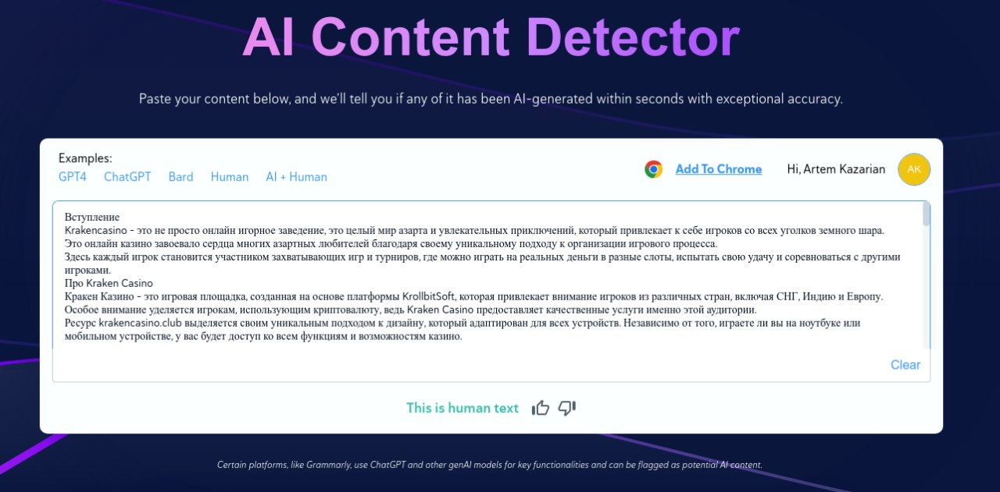 AI Content Detector
Paste your content below, and we'll tell you if any of it has been AI-generated within seconds with exceptional accuracy.
Examples:
GPT4 ChatGPT Bard Human AI + Human
Add To Chrome Hi, Artem Kazarian AK
Вступление
Krakencasino - это не просто онлайн игорное заведение, это целый мир азарта и увлекательных приключений, который привлекает к себе игроков со всех уголков земного шара.
Это онлайн казино завоевало сердца многих азартных любителей благодаря своему уникальному подходу к организации игрового процесса.
Здесь каждый игрок становится участником захватывающих игр и турниров, где можно играть на реальных деньги в разные слоты, испытать свою удачу и соревноваться с другими
игроками.
Про Kraken Casino
Кракен Казино - это игровая площадка, созданная на основе платформы KrollbitSoft, которая привлекает внимание игроков из различных стран, включая СНГ, Индию и Европу.
Особое внимание уделяется игрокам, использующим криптовалюту, ведь Kraken Casino предоставляет качественные услуги именно этой аудитории.
Ресурс krakencasino.club выделяется своим уникальным подходом к дизайну, который адаптирован для всех устройств. Независимо от того, играете ли вы на ноутбуке или
мобильном устройстве, у вас будет доступ ко всем функциям и возможностям казино.
Clear
This is human text
Certain platforms, like Grammarly, use ChatGPT and other genAI models for key functionalities and can be flagged as potential AI content.